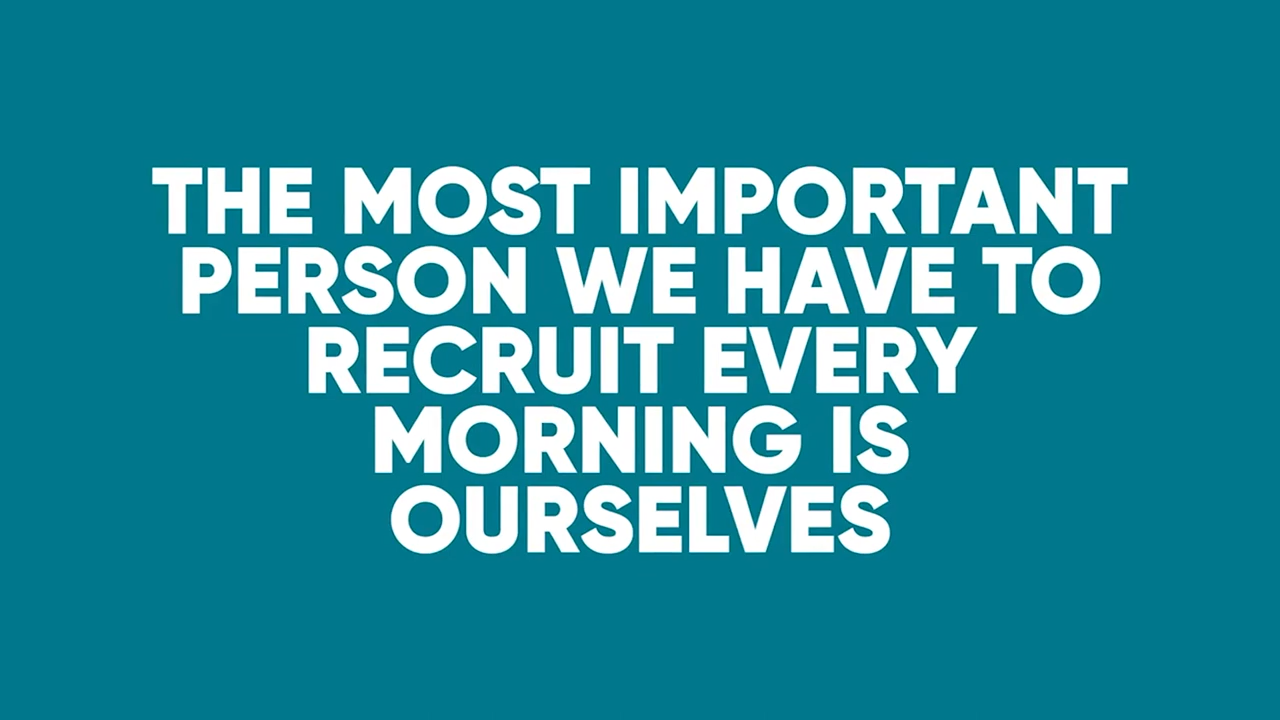 THE MOST IMPORTANT
PERSON WE HAVE TO
RECRUIT EVERY
MORNING IS
OURSELVES